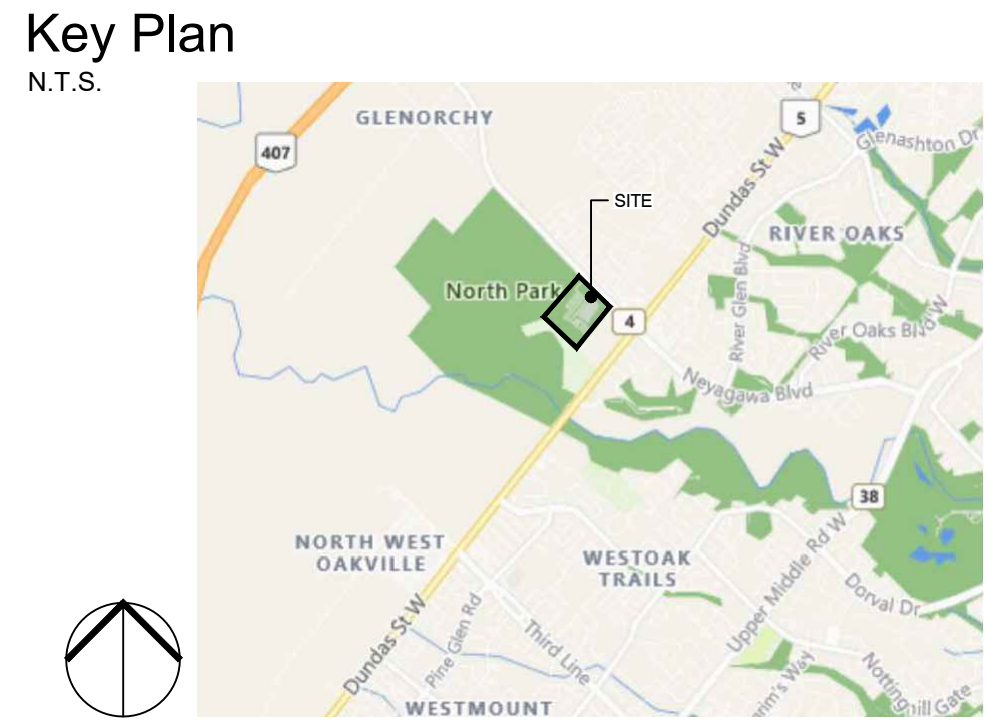 Key Plan
N.T.S.
GLENORCHY
5
Glenashton Dr
407
Dundas St W
SITE
RIVER OAKS
North Park
4
River Glen Blvd
River Oaks Blvd W
Neyagawa Blvd
38
NORTH WEST
OAKVILLE
WESTOAK
TRAILS
Upper Middle Rd W
Dorval Dr
Dundas St W
Pine Glen Rd
Third Line
Nottinghill Gate
WESTMOUNT